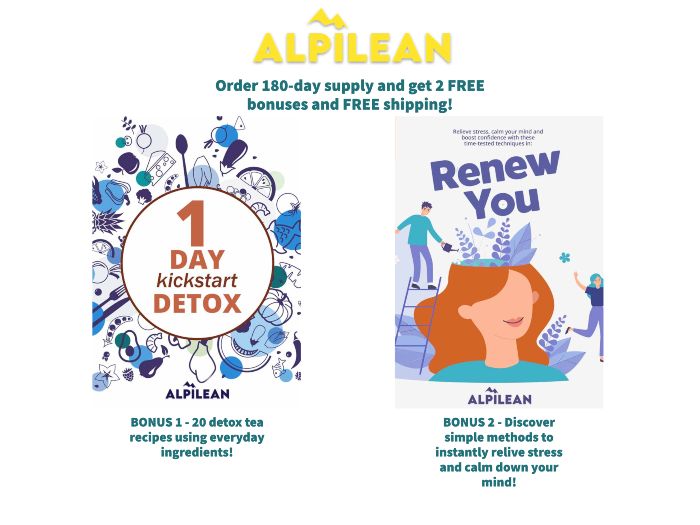 ALPILEAN
Order 180-day supply and get 2 FREE
bonuses and FREE shipping!
1
DAY
kickstart
DETOX
ALPILEAN
BONUS 1 - 20 detox tea
recipes using everyday
ingredients!
Relieve stress, calm your mind and
boost confidence with these
time-tested techniques in:
Renew
You
ALPILEAN
BONUS 2 - Discover
simple methods to
instantly relive stress
and calm down your
mind!